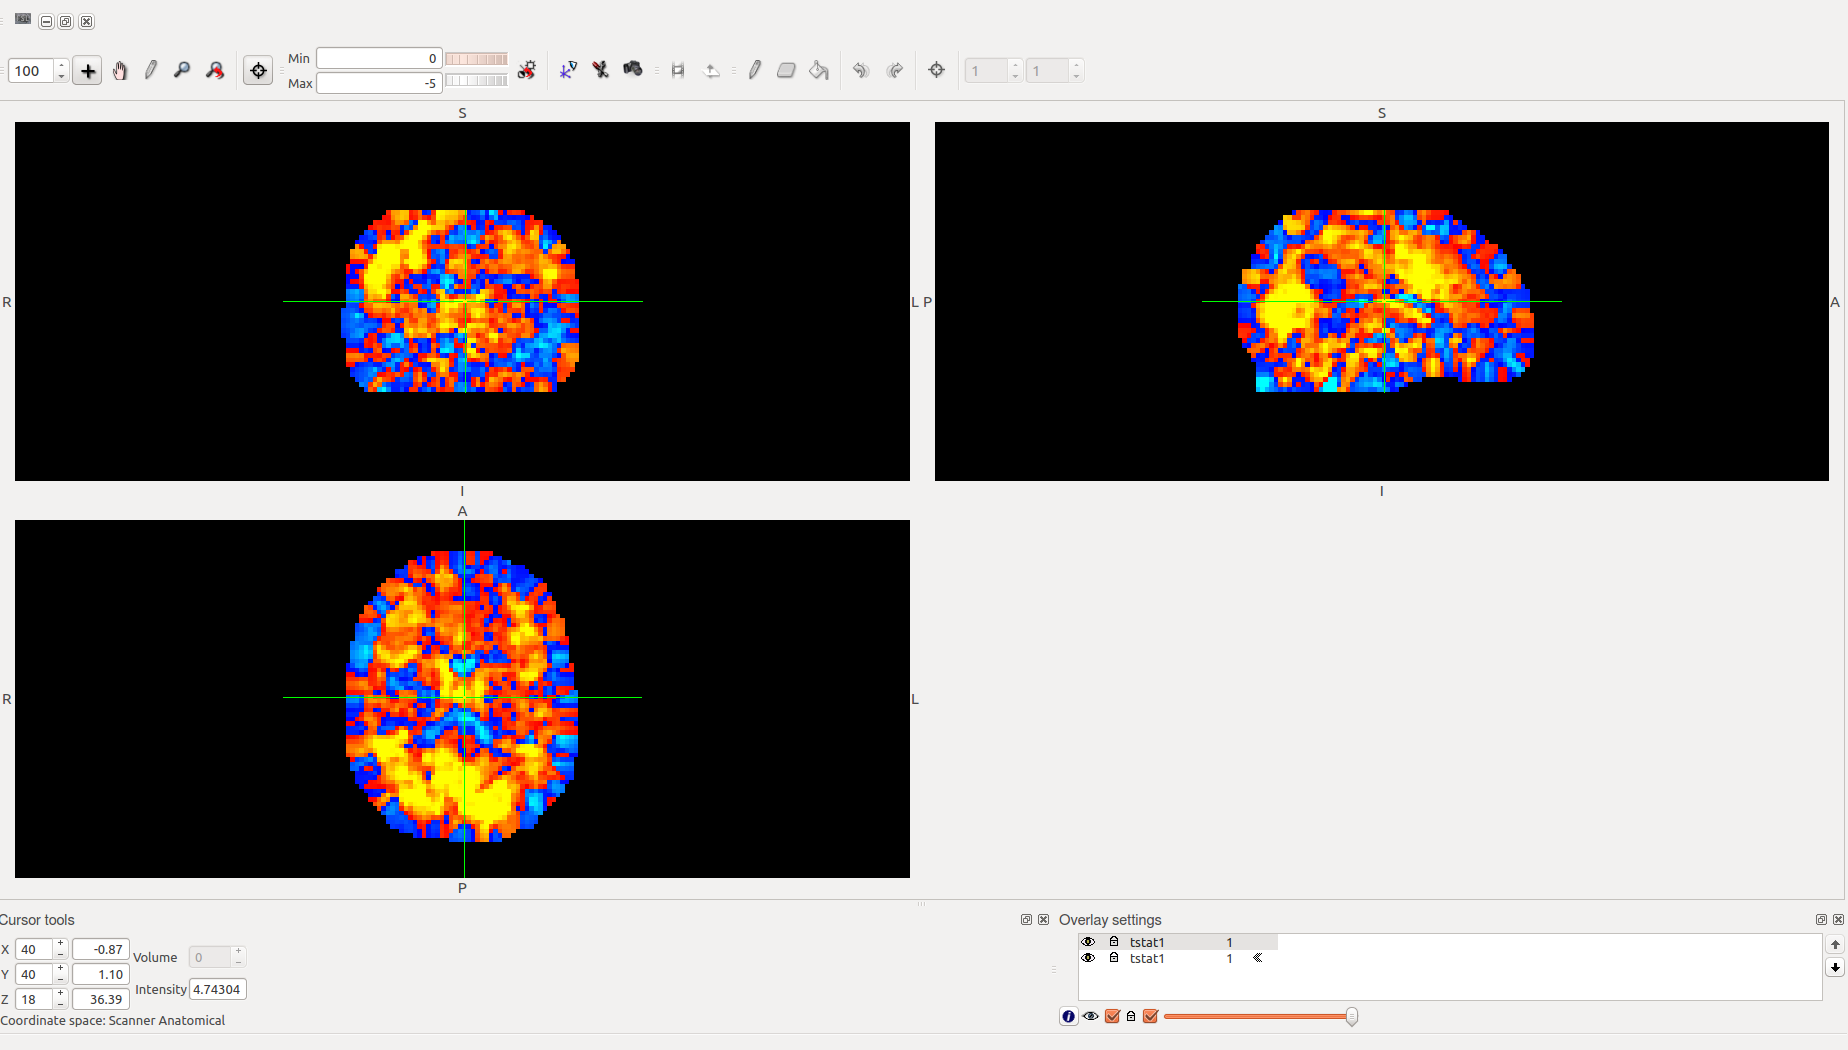 FSL
100
Min 0
Max -5
1 1
S S
R L P A
I I
A
R L
P
Cursor tools
X 40 -0.87
Y 40 1.10
Z 18 36.39
Volume 0
Intensity 4.74304
Coordinate space: Scanner Anatomical
Overlay settings
tstat1 1
tstat1 1